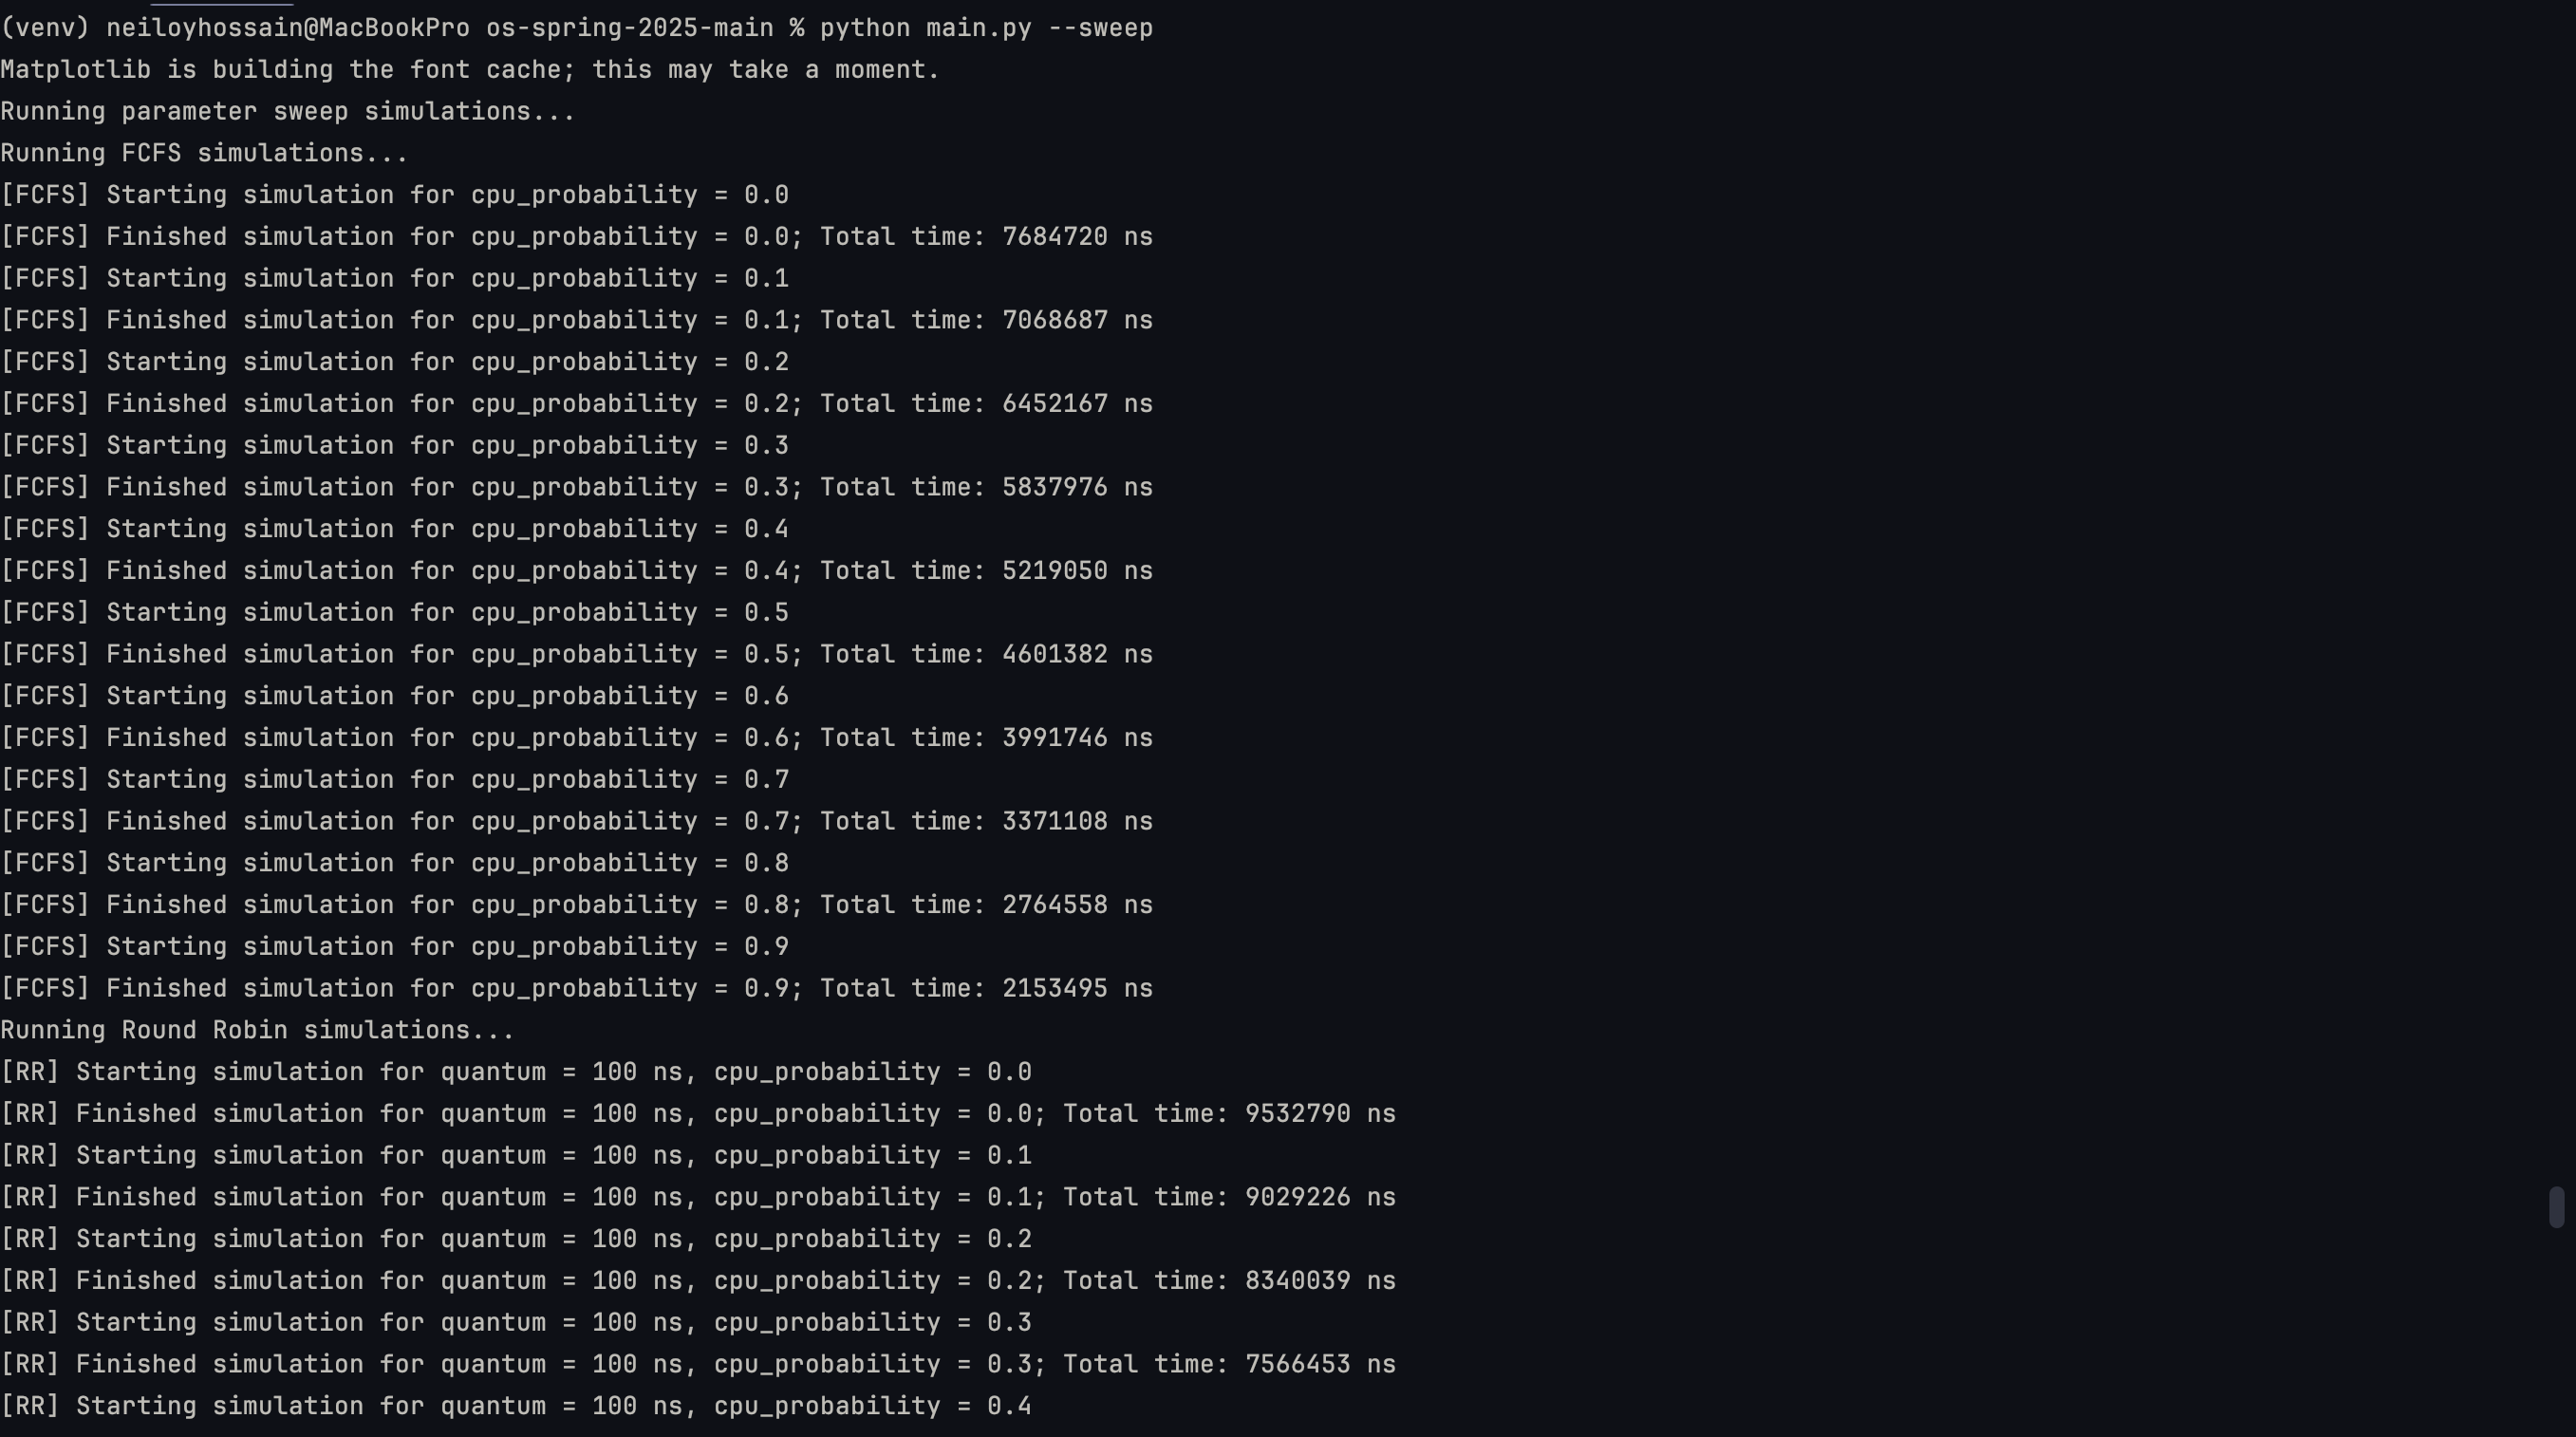 (venv) neiloyhossain@MacBookPro os-spring-2025-main % python main.py --sweep
Matplotlib is building the font cache; this may take a moment.
Running parameter sweep simulations...
Running FCFS simulations...
[FCFS] Starting simulation for cpu_probability = 0.0
[FCFS] Finished simulation for cpu_probability = 0.0; Total time: 7684720 ns
[FCFS] Starting simulation for cpu_probability = 0.1
[FCFS] Finished simulation for cpu_probability = 0.1; Total time: 7068687 ns
[FCFS] Starting simulation for cpu_probability = 0.2
[FCFS] Finished simulation for cpu_probability = 0.2; Total time: 6452167 ns
[FCFS] Starting simulation for cpu_probability = 0.3
[FCFS] Finished simulation for cpu_probability = 0.3; Total time: 5837976 ns
[FCFS] Starting simulation for cpu_probability = 0.4
[FCFS] Finished simulation for cpu_probability = 0.4; Total time: 5219050 ns
[FCFS] Starting simulation for cpu_probability = 0.5
[FCFS] Finished simulation for cpu_probability = 0.5; Total time: 4601382 ns
[FCFS] Starting simulation for cpu_probability = 0.6
[FCFS] Finished simulation for cpu_probability = 0.6; Total time: 3991746 ns
[FCFS] Starting simulation for cpu_probability = 0.7
[FCFS] Finished simulation for cpu_probability = 0.7; Total time: 3371108 ns
[FCFS] Starting simulation for cpu_probability = 0.8
[FCFS] Finished simulation for cpu_probability = 0.8; Total time: 2764558 ns
[FCFS] Starting simulation for cpu_probability = 0.9
[FCFS] Finished simulation for cpu_probability = 0.9; Total time: 2153495 ns
Running Round Robin simulations...
[RR] Starting simulation for quantum = 100 ns, cpu_probability = 0.0
[RR] Finished simulation for quantum = 100 ns, cpu_probability = 0.0; Total time: 9532790 ns
[RR] Starting simulation for quantum = 100 ns, cpu_probability = 0.1
[RR] Finished simulation for quantum = 100 ns, cpu_probability = 0.1; Total time: 9029226 ns
[RR] Starting simulation for quantum = 100 ns, cpu_probability = 0.2
[RR] Finished simulation for quantum = 100 ns, cpu_probability = 0.2; Total time: 8340039 ns
[RR] Starting simulation for quantum = 100 ns, cpu_probability = 0.3
[RR] Finished simulation for quantum = 100 ns, cpu_probability = 0.3; Total time: 7566453 ns
[RR] Starting simulation for quantum = 100 ns, cpu_probability = 0.4